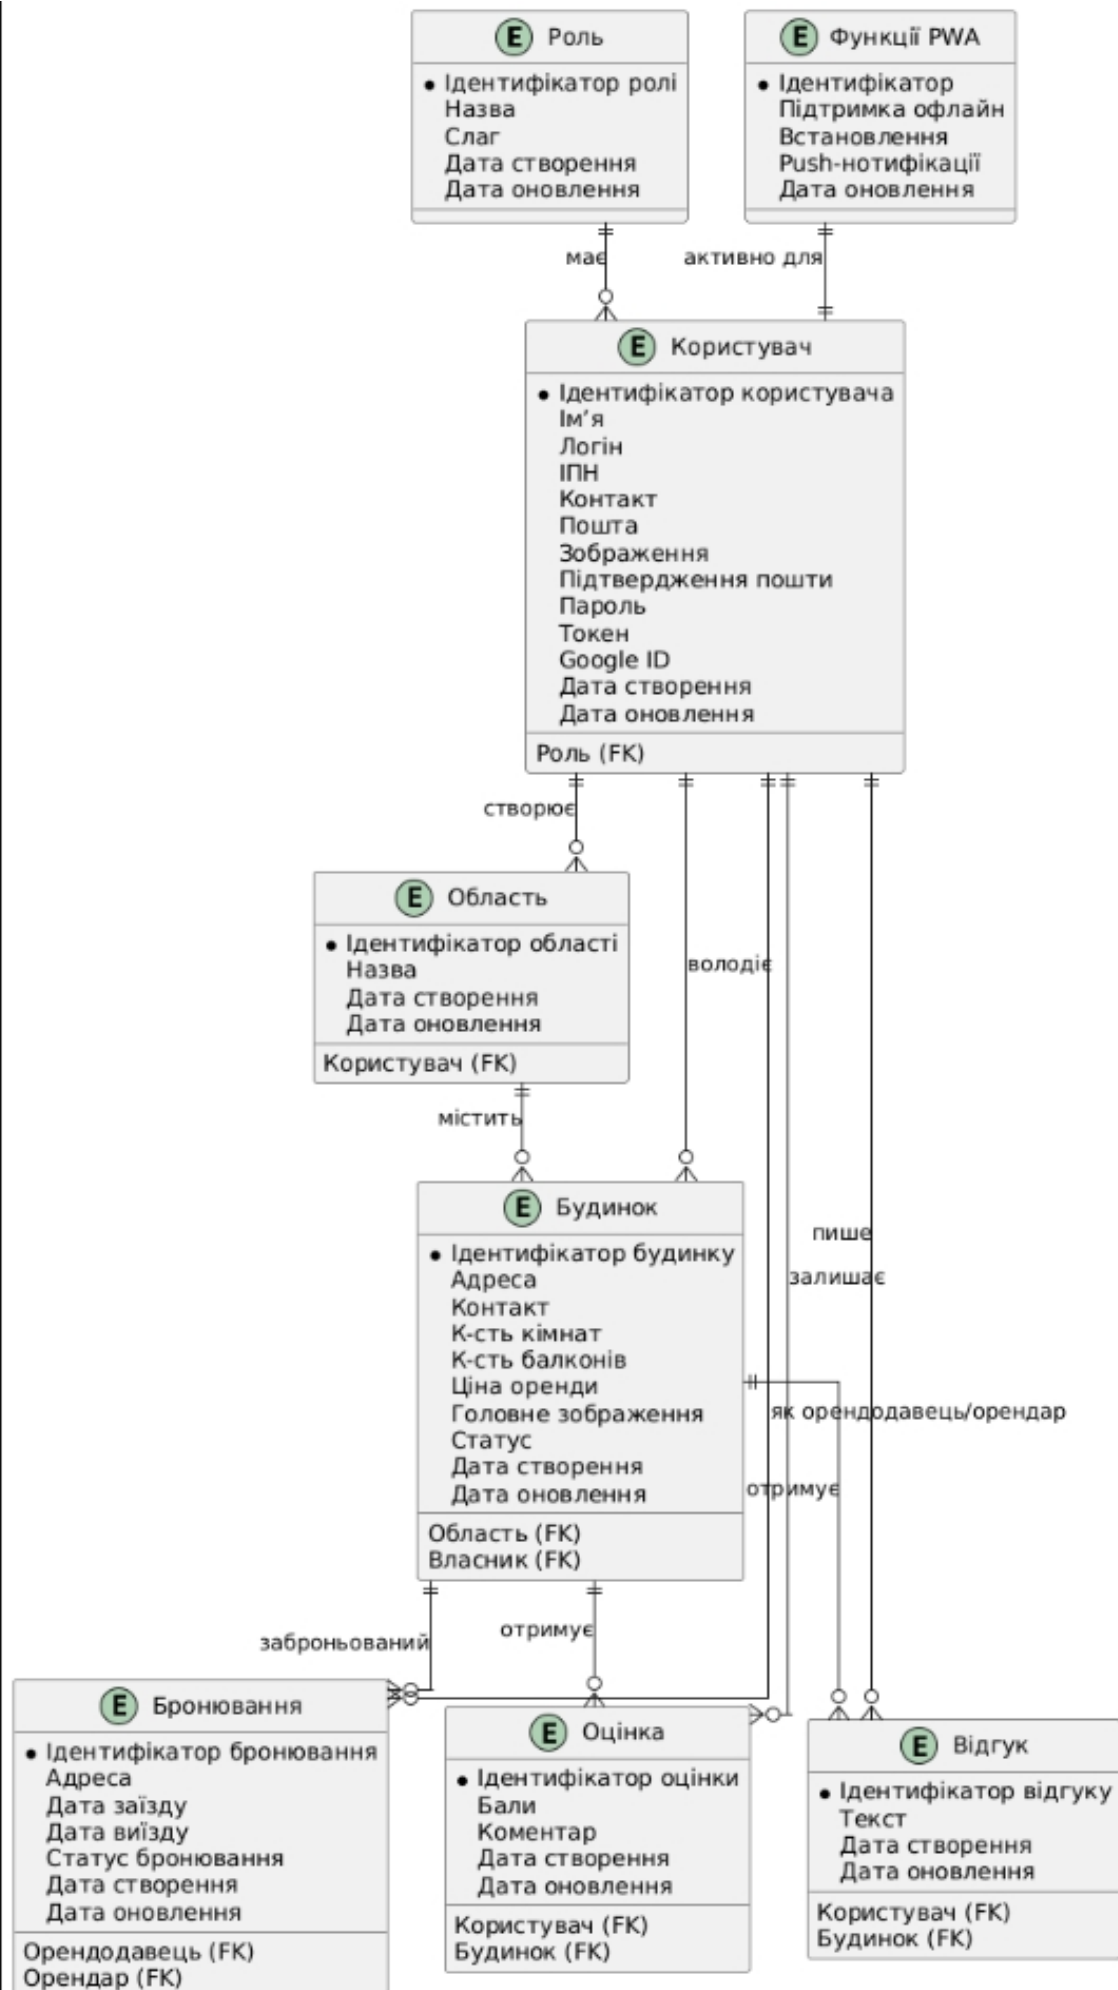 E Роль
Ідентифікатор ролі
Назва
Слаг
Дата створення
Дата оновлення
E Функції PWA
Ідентифікатор
Підтримка офлайн
Встановлення
Push-нотифікації
Дата оновлення
має
активно для
E Користувач
Ідентифікатор користувача
Ім’я
Логін
ІПН
Контакт
Пошта
Зображення
Підтвердження пошти
Пароль
Токен
Google ID
Дата створення
Дата оновлення
Роль (FK)
створює
E Область
Ідентифікатор області
Назва
Дата створення
Дата оновлення
Користувач (FK)
володіє
містить
E Будинок
Ідентифікатор будинку
Адреса
Контакт
К-сть кімнат
К-сть балконів
Ціна оренди
Головне зображення
Статус
Дата створення
Дата оновлення
Область (FK)
Власник (FK)
пише
залишає
як орендодавець/орендар
отримує
заброньований
отримує
E Бронювання
Ідентифікатор бронювання
Адреса
Дата заїзду
Дата виїзду
Статус бронювання
Дата створення
Дата оновлення
Орендодавець (FK)
Орендар (FK)
E Оцінка
Ідентифікатор оцінки
Бали
Коментар
Дата створення
Дата оновлення
Користувач (FK)
Будинок (FK)
E Відгук
Ідентифікатор відгуку
Текст
Дата створення
Дата оновлення
Користувач (FK)
Будинок (FK)